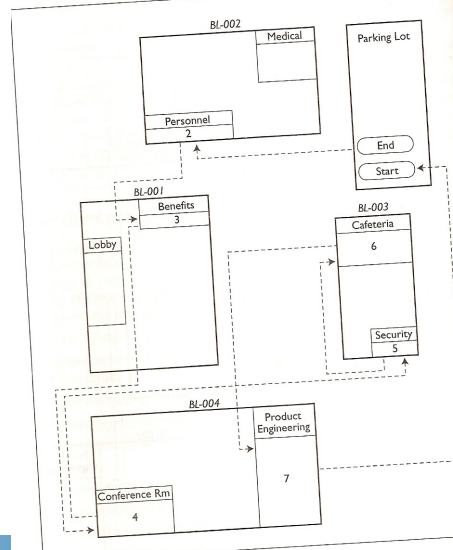 BL-002
Medical
Personnel
2
Parking Lot
End
Start
BL-001
Benefits
3
Lobby
BL-003
Cafeteria
6
Security
5
BL-004
Product
Engineering
7
Conference Rm
4